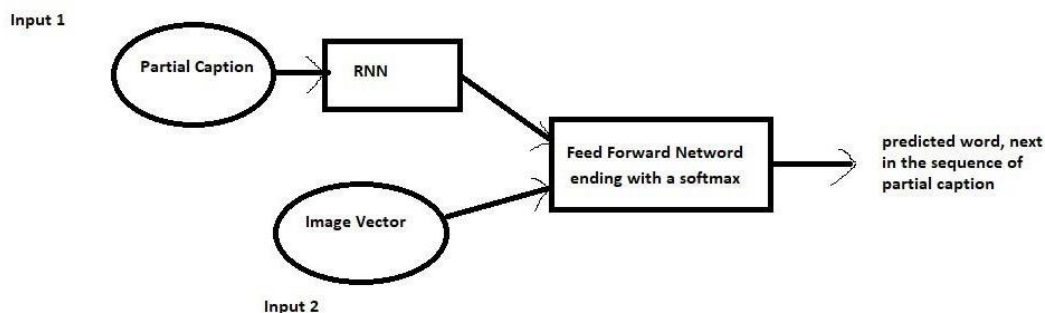 Input 1
Partial Caption
RNN
Feed Forward Netword
ending with a softmax
predicted word, next
in the sequence of
partial caption
Image Vector
Input 2